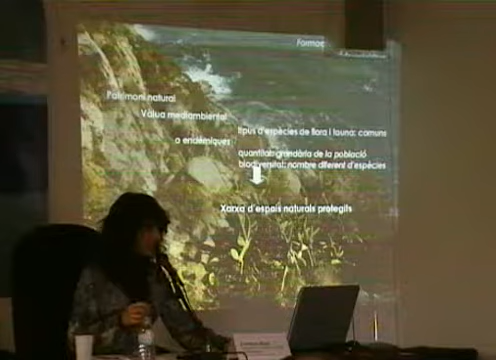 Patrimoni natural
Vàlua mediambiental
tipus d'espècies de flora i fauna: comuns
o endèmiques
quantitat: grandària de la població
biodiversitat: nombre diferent d'espècies
Xarxa d'espais naturals protegits